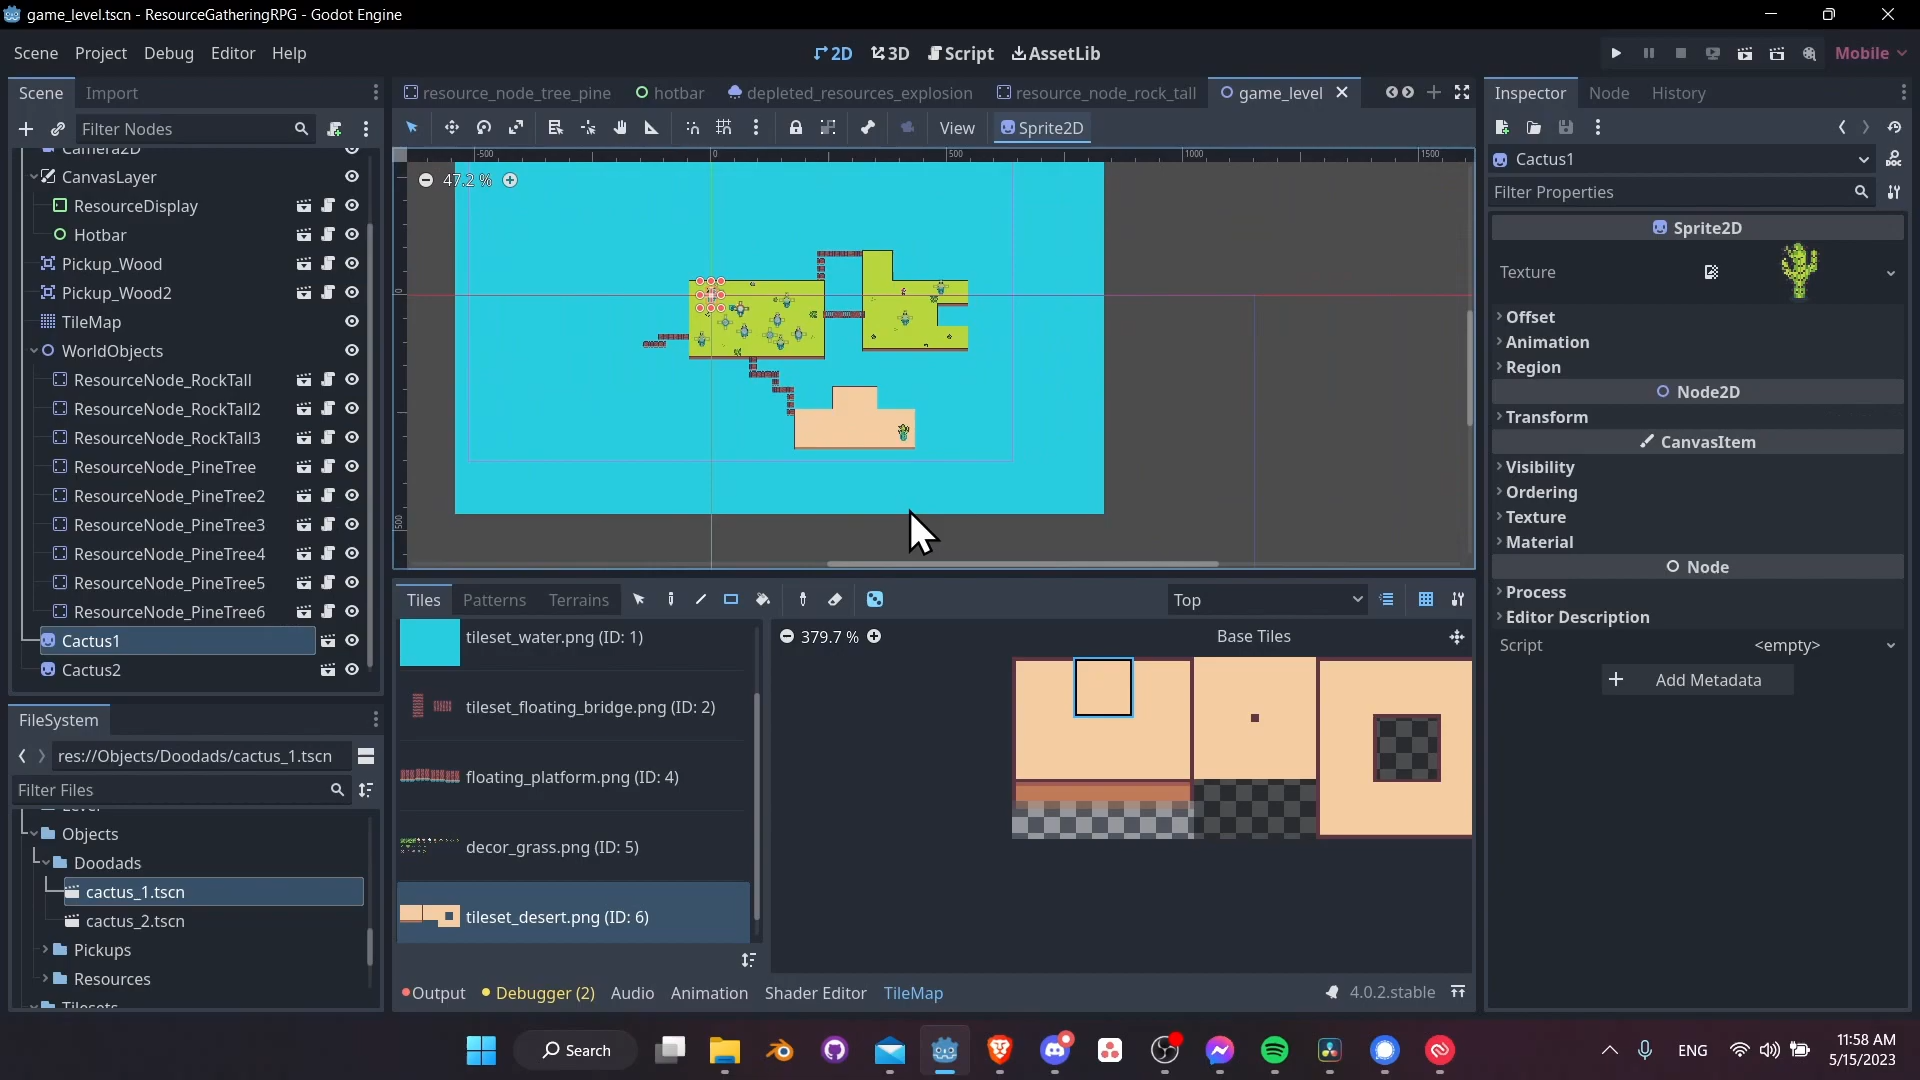 game_level.tscn - ResourceGatheringRPG - Godot Engine
Scene Project Debug Editor Help
2D 3D Script AssetLib
Mobile
Scene Import
resource_node_tree_pine hotbar depleted_resources_explosion resource_node_rock_tall game_level
Inspector Node History
Filter Nodes
View Sprite2D
Camera2D
CanvasLayer
ResourceDisplay
Hotbar
Pickup_Wood
Pickup_Wood2
TileMap
WorldObjects
ResourceNode_RockTall
ResourceNode_RockTall2
ResourceNode_RockTall3
ResourceNode_PineTree
ResourceNode_PineTree2
ResourceNode_PineTree3
ResourceNode_PineTree4
ResourceNode_PineTree5
ResourceNode_PineTree6
Cactus1
Cactus2
-500 0 500 1000 1500
47.2 %
0
500
Cactus1
Filter Properties
Sprite2D
Texture
Offset
Animation
Region
Node2D
Transform
CanvasItem
Visibility
Ordering
Texture
Material
Node
Process
Editor Description
Script <empty>
Add Metadata
FileSystem
res://Objects/Doodads/cactus_1.tscn
Filter Files
Level
Objects
Doodads
cactus_1.tscn
cactus_2.tscn
Pickups
Resources
Tilesets
Tiles Patterns Terrains
Top
tileset_water.png (ID: 1)
tileset_floating_bridge.png (ID: 2)
floating_platform.png (ID: 4)
decor_grass.png (ID: 5)
tileset_desert.png (ID: 6)
379.7 %
Base Tiles
Output Debugger (2) Audio Animation Shader Editor TileMap
4.0.2.stable
Search
ENG
11:58 AM
5/15/2023